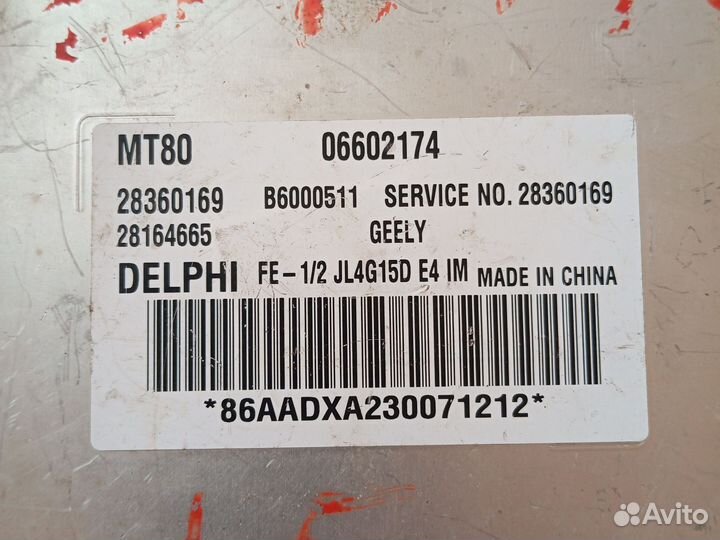 MT80 06602174
28360169 B6000511 SERVICE NO. 28360169
28164665 GEELY
DELPHI FE-1/2 JL4G15D E4 IM MADE IN CHINA
*86AADXA230071212*
Avito